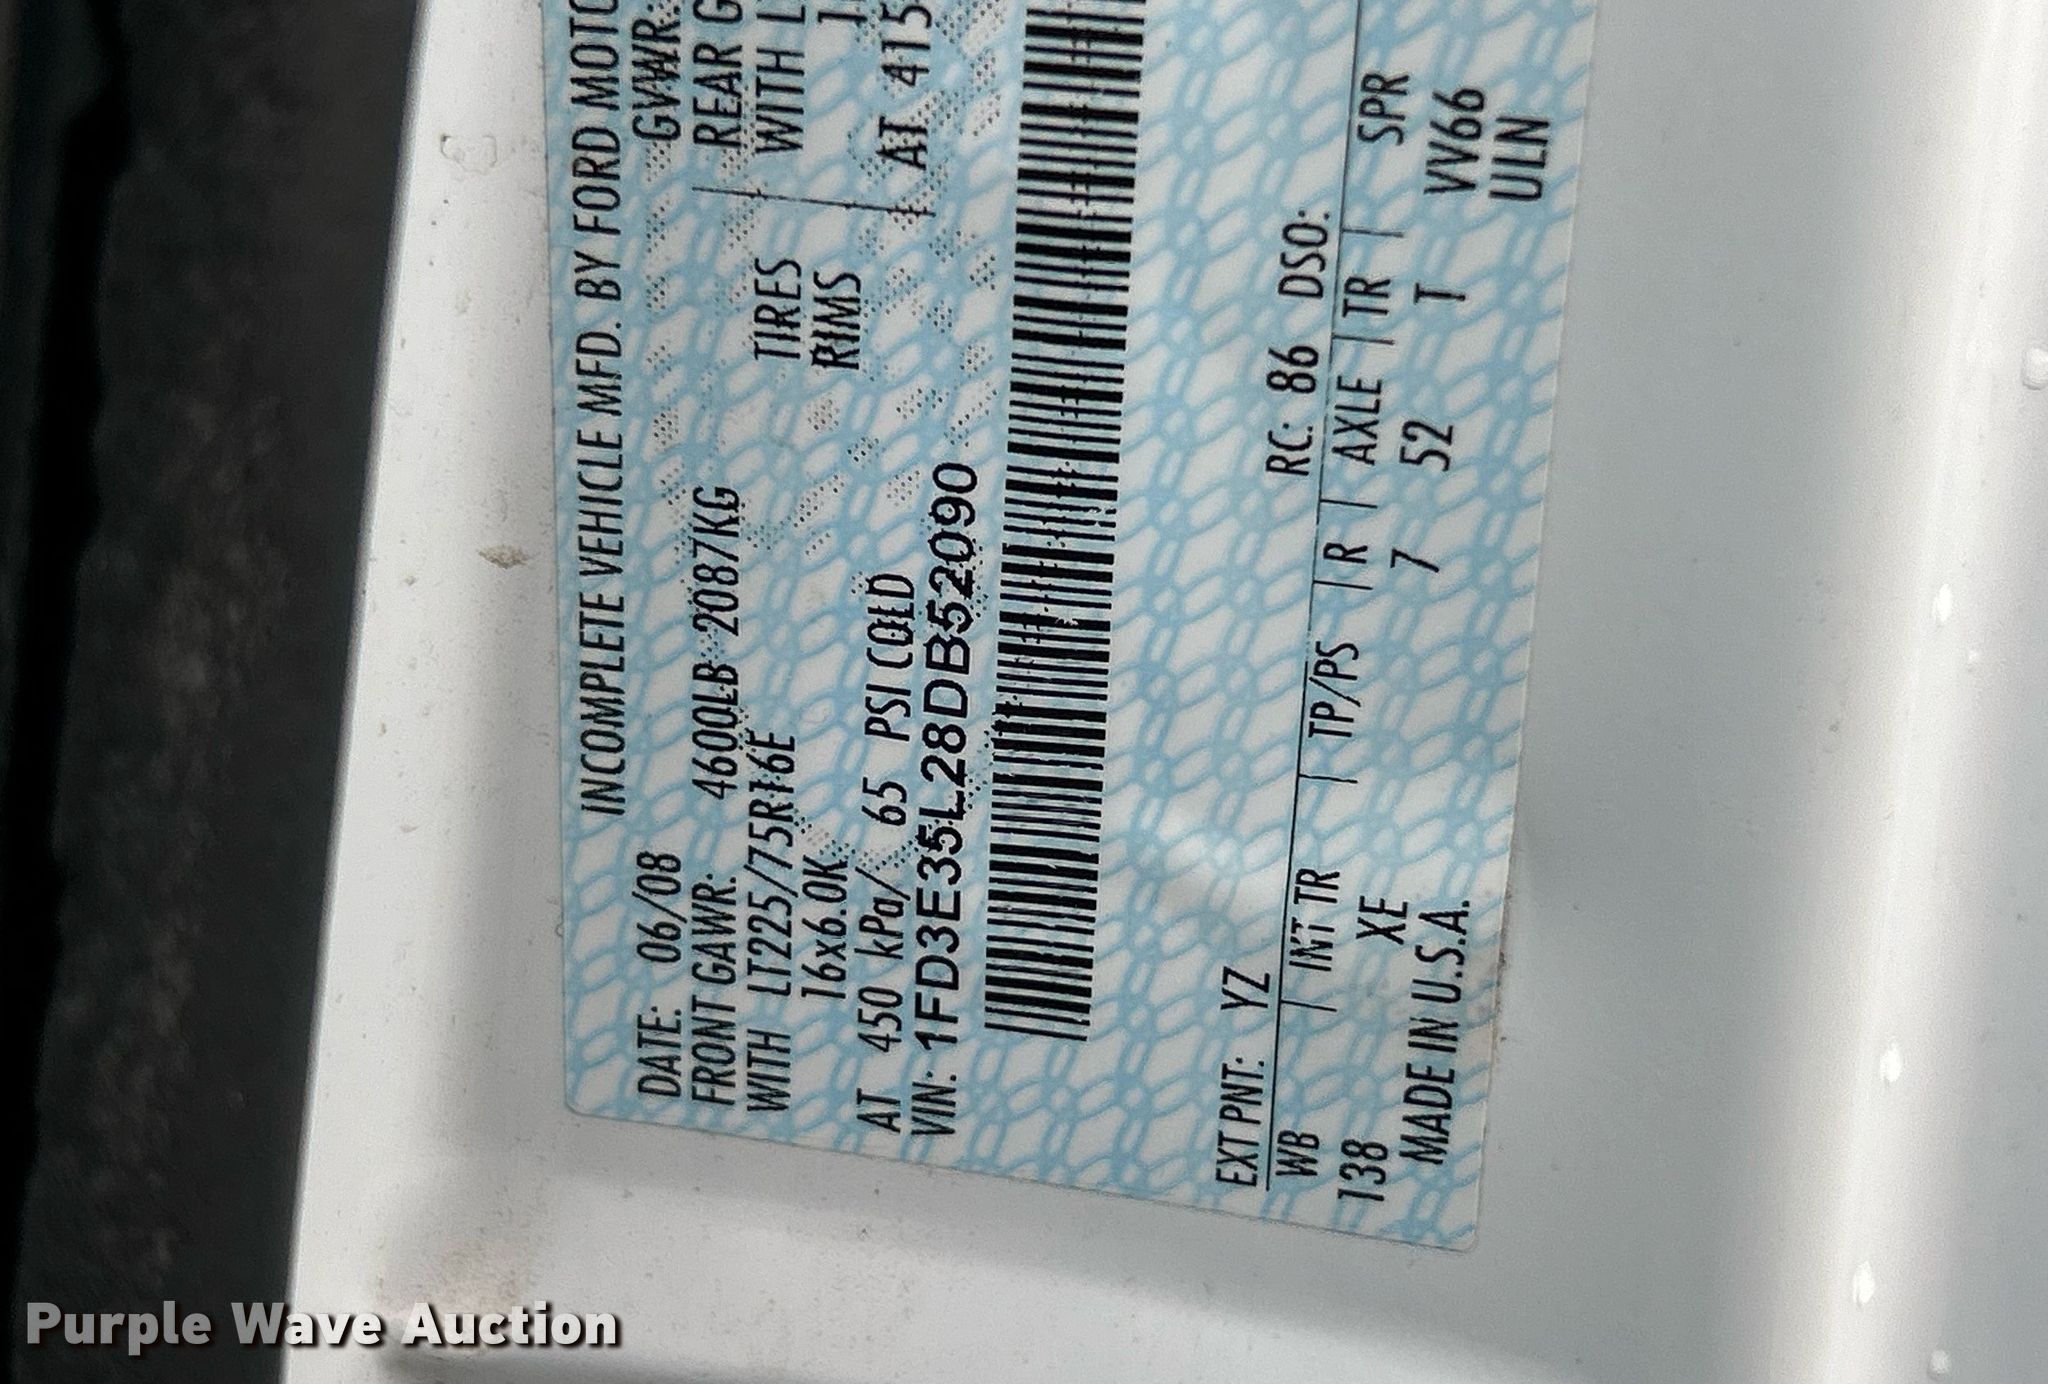 INCOMPLETE VEHICLE MFD. BY FORD MOTO
DATE: 06/08 GVWR:
FRONT GAWR: 4600LB 2087KG REAR G
WITH LT225/75R16E TIRES WITH L
16x6.0K RIMS
AT 450 kPa/ 65 PSI COLD AT 415
VIN: 1FD3E35L28DB52090
EXT PNT: YZ RC: 86 DSO:
WB | INT TR | TP/PS | R | AXLE | TR | SPR
138 XE 7 52 T VV66
MADE IN U.S.A. ULN
Purple Wave Auction